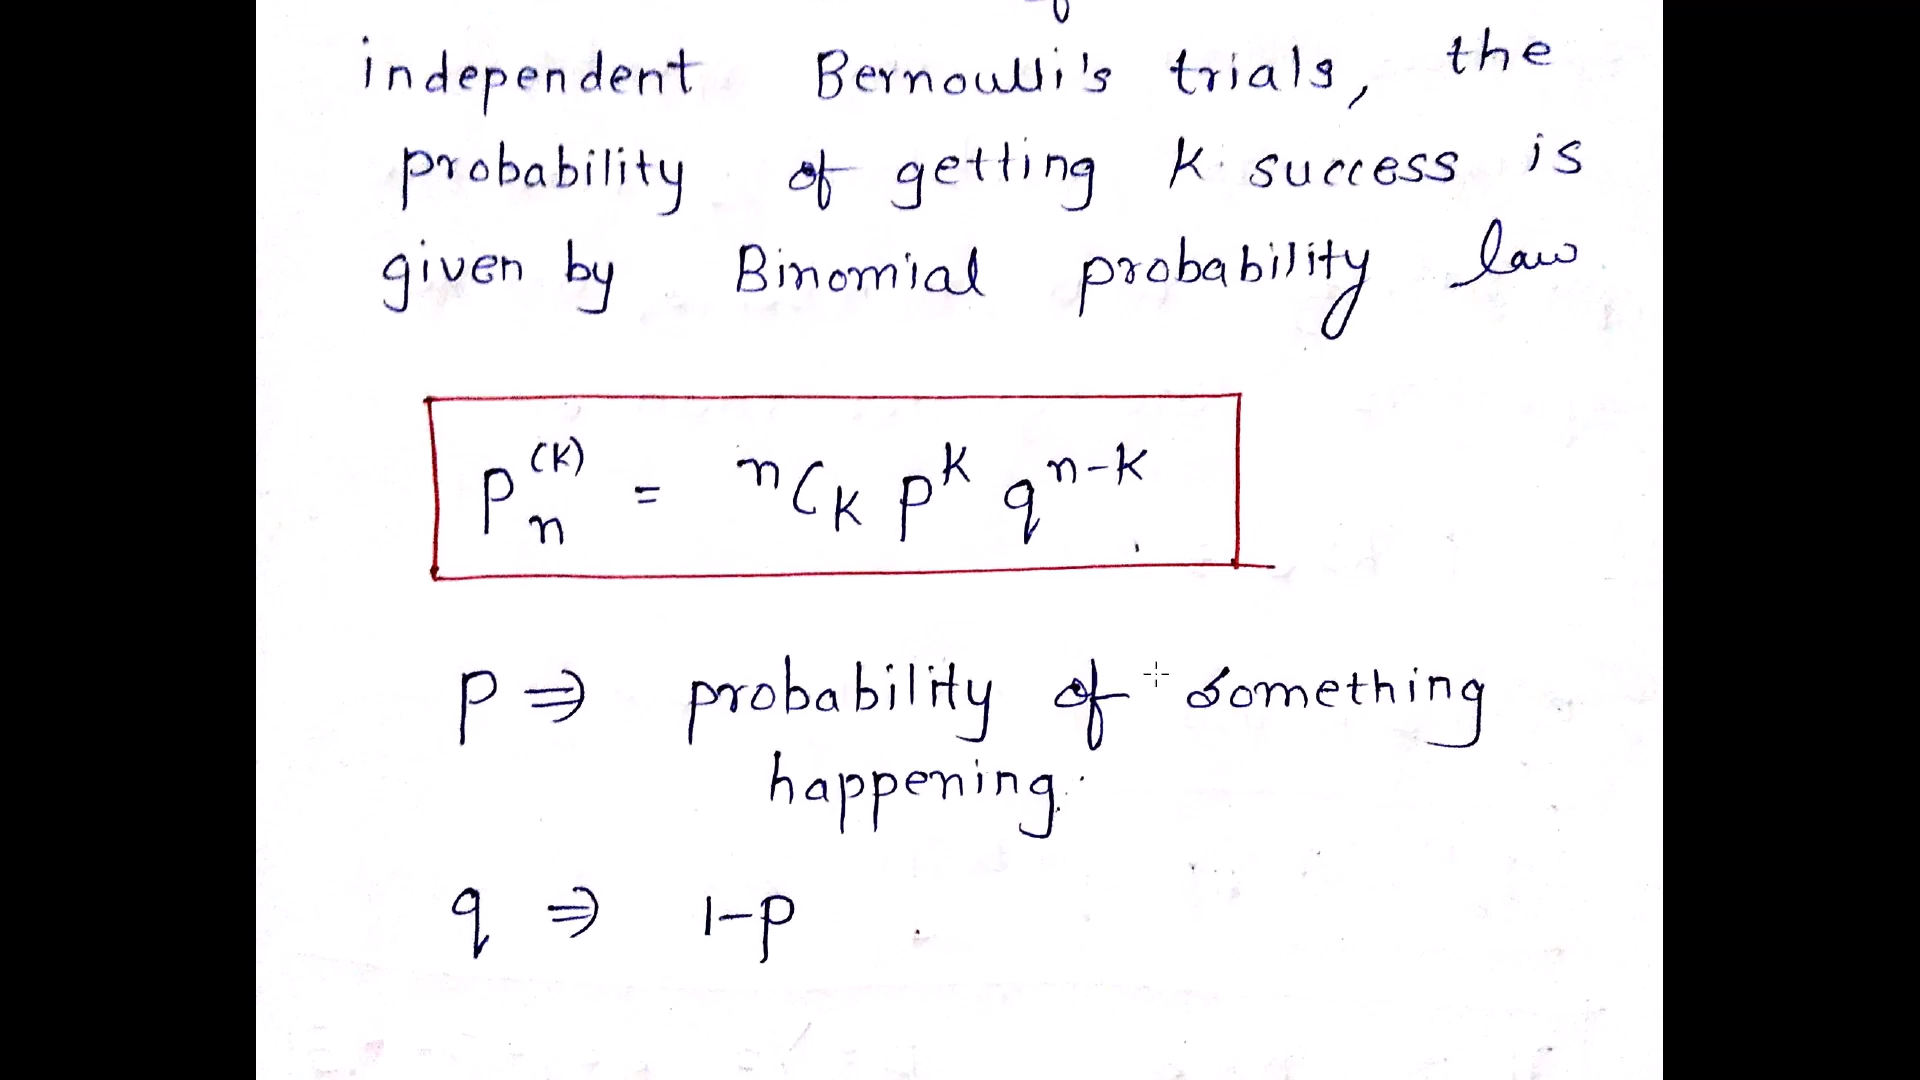 independent Bernoulli's trials, the
probability of getting K success is
given by Binomial probability law
P_n^(K) = ^nC_K p^K q^{n-K}
p ⇒ probability of something
happening.
q ⇒ 1-p